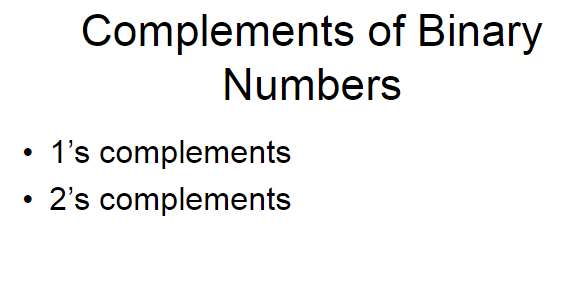 Complements of Binary
Numbers
• 1’s complements
• 2’s complements